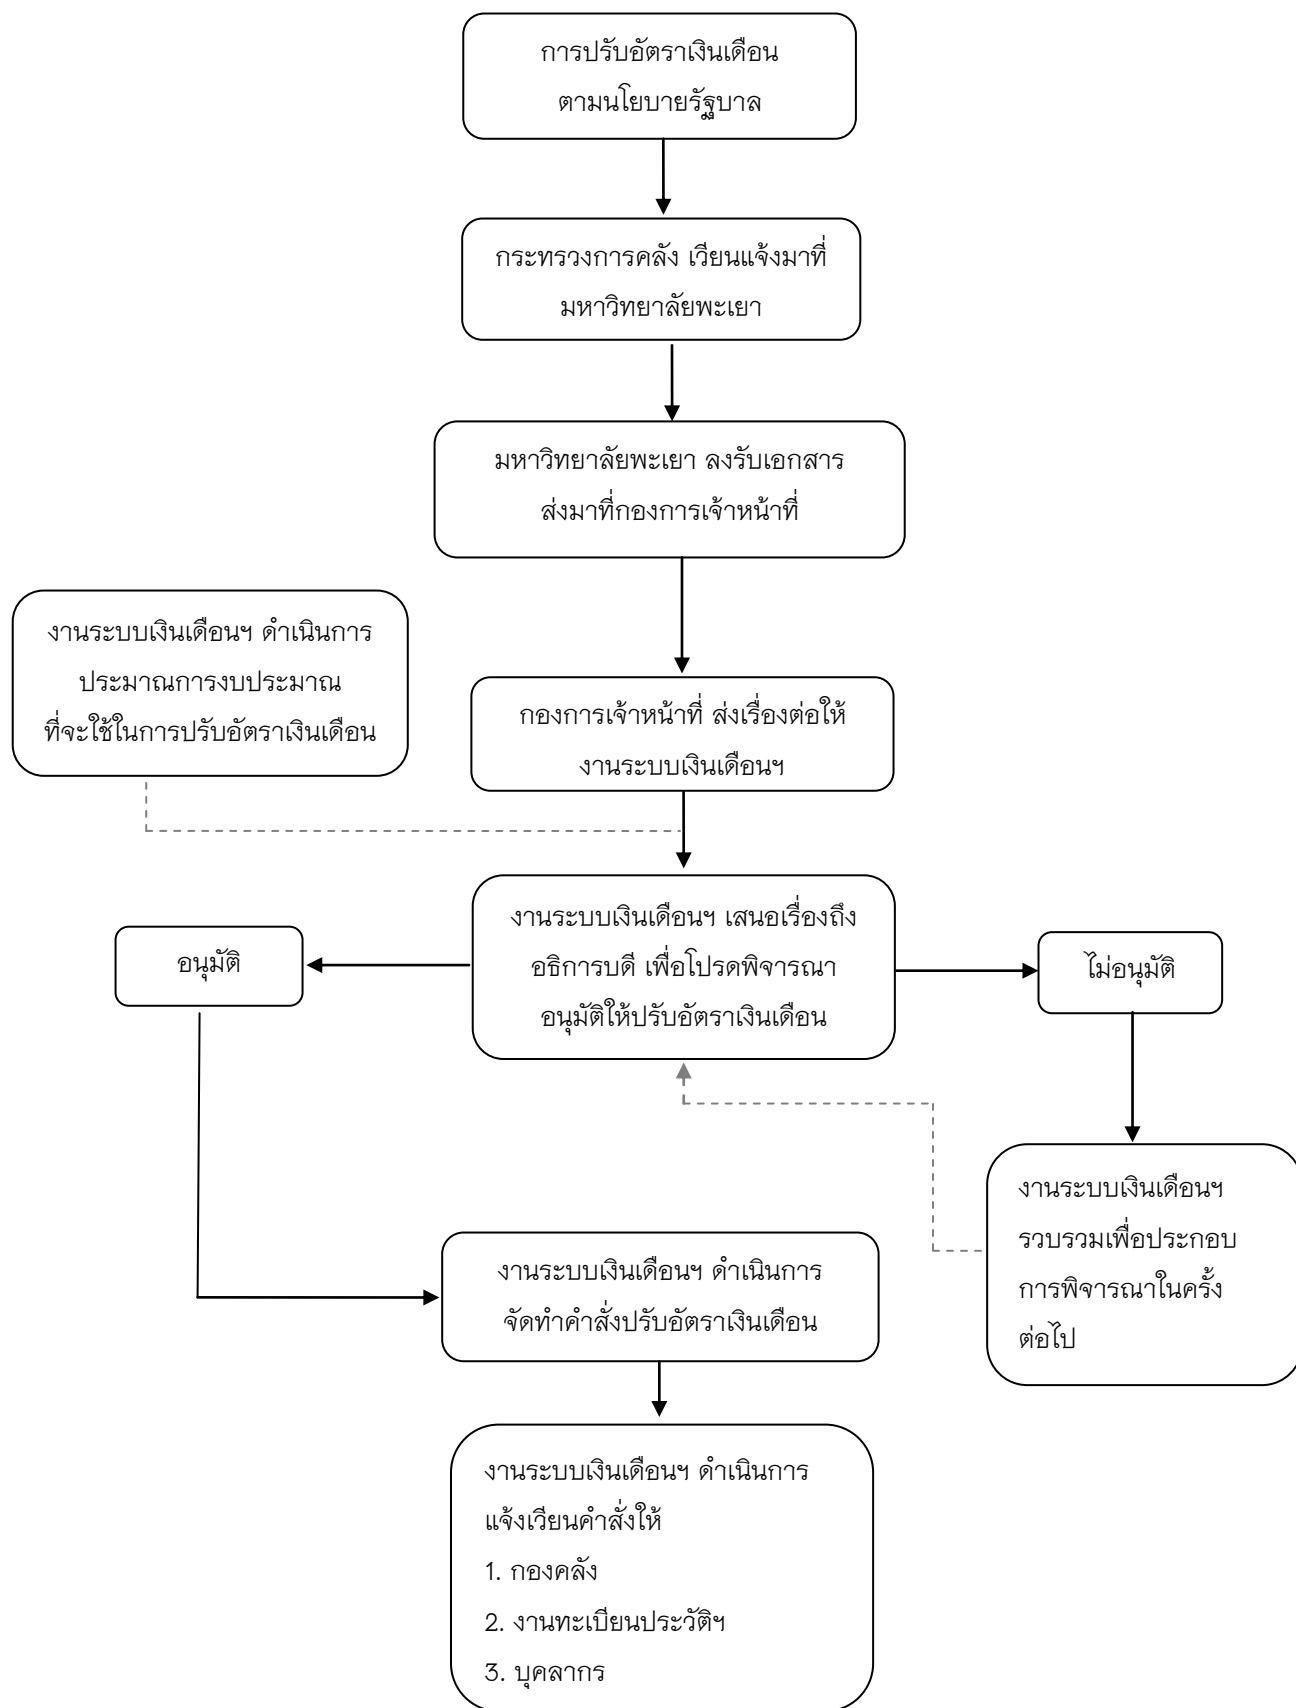 การปรับอัตราเงินเดือน
ตามนโยบายรัฐบาล
กระทรวงการคลัง เวียนแจ้งมาที่
มหาวิทยาลัยพะเยา
มหาวิทยาลัยพะเยา ลงรับเอกสาร
ส่งมาที่กองการเจ้าหน้าที่
งานระบบเงินเดือนฯ ดำเนินการ
ประมาณการงบประมาณ
ที่จะใช้ในการปรับอัตราเงินเดือน
กองการเจ้าหน้าที่ ส่งเรื่องต่อให้
งานระบบเงินเดือนฯ
งานระบบเงินเดือนฯ เสนอเรื่องถึง
อธิการบดี เพื่อโปรดพิจารณา
อนุมัติให้ปรับอัตราเงินเดือน
อนุมัติ
ไม่อนุมัติ
งานระบบเงินเดือนฯ
รวบรวมเพื่อประกอบ
การพิจารณาในครั้ง
ต่อไป
งานระบบเงินเดือนฯ ดำเนินการ
จัดทำคำสั่งปรับอัตราเงินเดือน
งานระบบเงินเดือนฯ ดำเนินการ
แจ้งเวียนคำสั่งให้
1. กองคลัง
2. งานทะเบียนประวัติฯ
3. บุคลากร